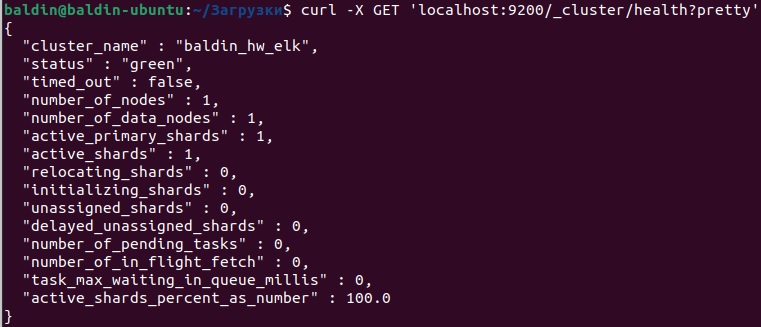 baldin@baldin-ubuntu:~/Загрузки$ curl -X GET 'localhost:9200/_cluster/health?pretty'
{
  "cluster_name" : "baldin_hw_elk",
  "status" : "green",
  "timed_out" : false,
  "number_of_nodes" : 1,
  "number_of_data_nodes" : 1,
  "active_primary_shards" : 1,
  "active_shards" : 1,
  "relocating_shards" : 0,
  "initializing_shards" : 0,
  "unassigned_shards" : 0,
  "delayed_unassigned_shards" : 0,
  "number_of_pending_tasks" : 0,
  "number_of_in_flight_fetch" : 0,
  "task_max_waiting_in_queue_millis" : 0,
  "active_shards_percent_as_number" : 100.0
}